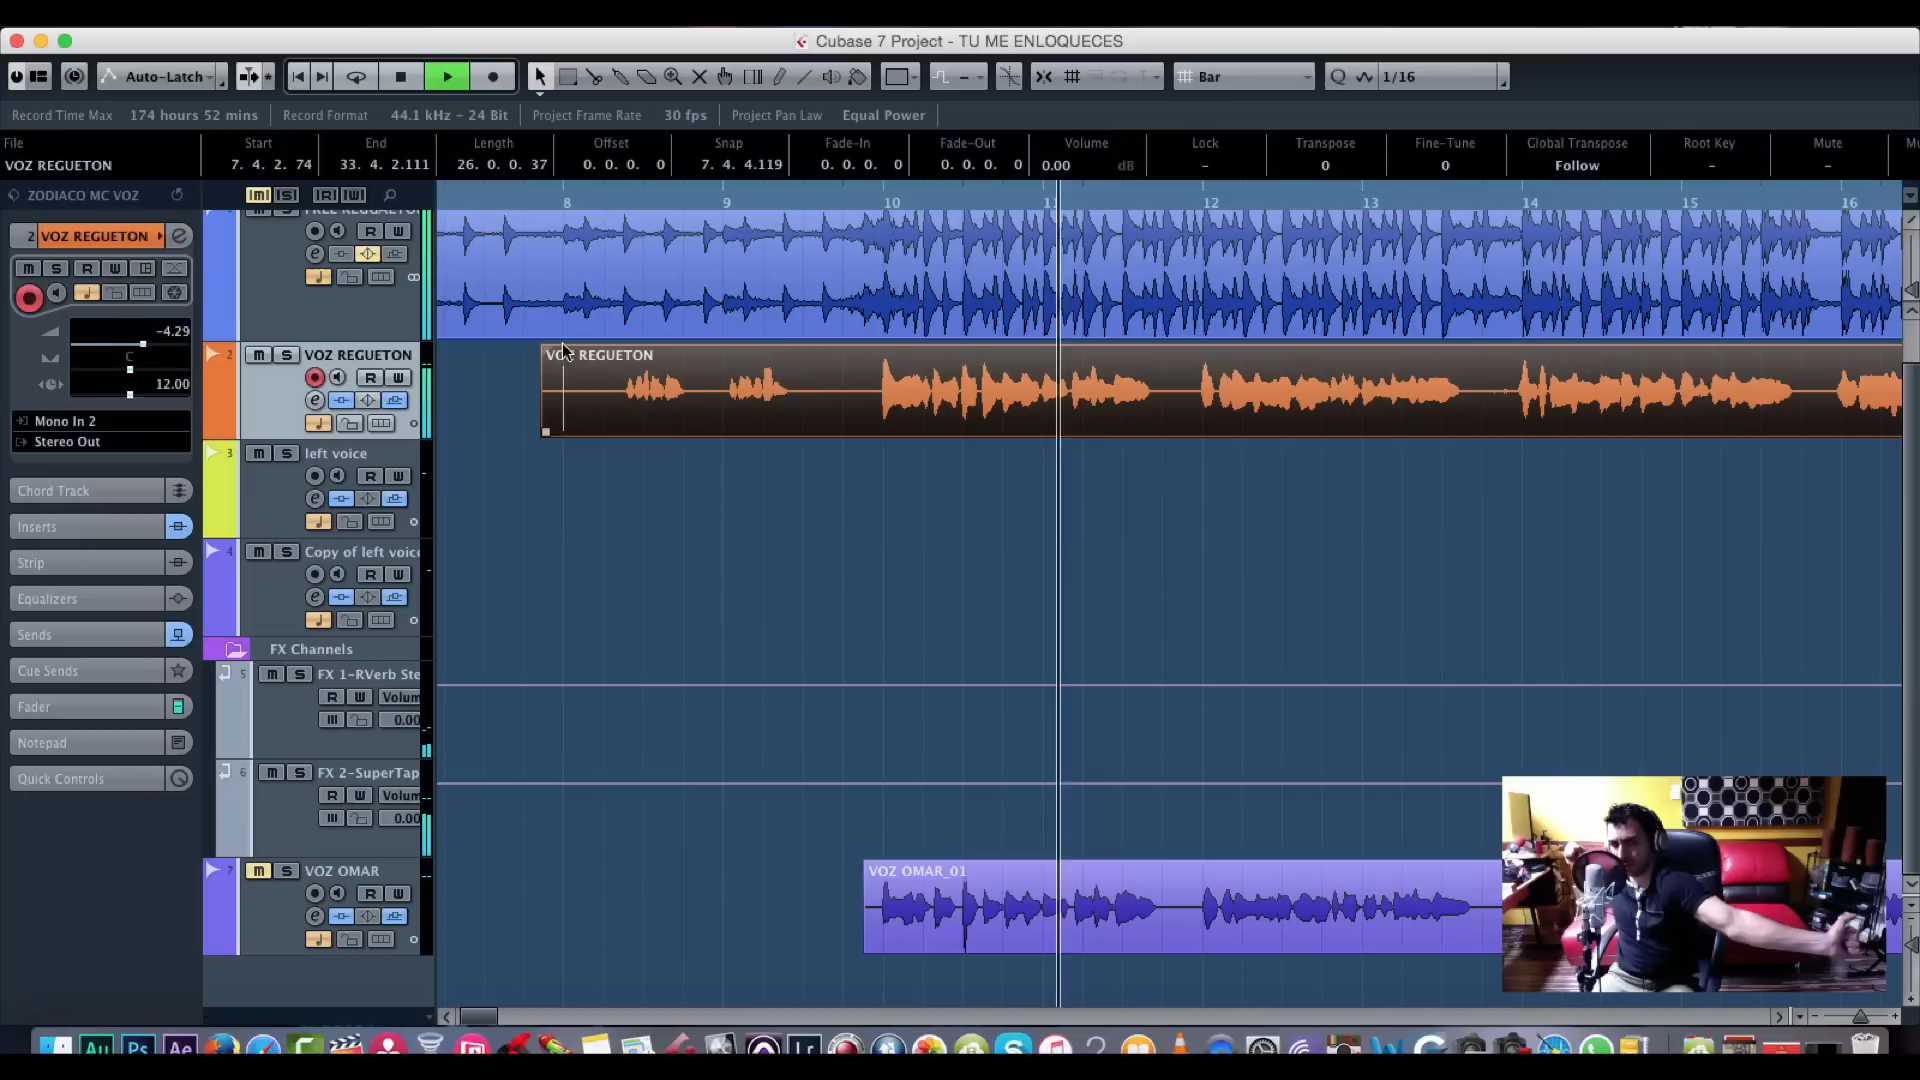 Cubase 7 Project - TU ME ENLOQUECES
Auto-Latch
Bar
1/16
Record Time Max 174 hours 52 mins Record Format 44.1 kHz - 24 Bit Project Frame Rate 30 fps Project Pan Law Equal Power
File Start End Length Offset Snap Fade-In Fade-Out Volume Lock Transpose Fine-Tune Global Transpose Root Key Mute
VOZ REGUETON 7. 4. 2. 74 33. 4. 2.111 26. 0. 0. 37 0. 0. 0. 0 7. 4. 4.119 0. 0. 0. 0 0. 0. 0. 0 0.00 dB - 0 0 Follow - -
ZODIACO MC VOZ
8 9 10 11 12 13 14 15 16
2 VOZ REGUETON
M S R W
-4.29
C
12.00
Mono In 2
Stereo Out
Chord Track
Inserts
Strip
Equalizers
Sends
Cue Sends
Fader
Notepad
Quick Controls
R W
2 m S VOZ REGUETON
R W
VOZ REGUETON
3 m S left voice
R W
4 m S Copy of left voic
R W
FX Channels
5 m S FX 1-RVerb Ste
R W Volum
0.00
6 m S FX 2-SuperTap
R W Volum
0.00
7 m S VOZ OMAR
R W
VOZ OMAR_01
Au Ps Ae Lr